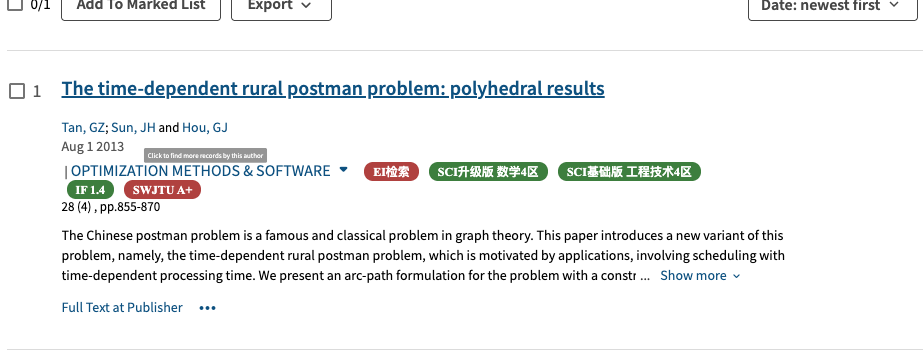 0/1 Add To Marked List Export Date: newest first
1 The time-dependent rural postman problem: polyhedral results
Tan, GZ; Sun, JH and Hou, GJ
Aug 1 2013
Click to find more records by this author
| OPTIMIZATION METHODS & SOFTWARE EI检索 SCI升级版 数学4区 SCI基础版 工程技术4区
IF 1.4 SWJTU A+
28 (4) , pp.855-870
The Chinese postman problem is a famous and classical problem in graph theory. This paper introduces a new variant of this
problem, namely, the time-dependent rural postman problem, which is motivated by applications, involving scheduling with
time-dependent processing time. We present an arc-path formulation for the problem with a constr ... Show more
Full Text at Publisher •••